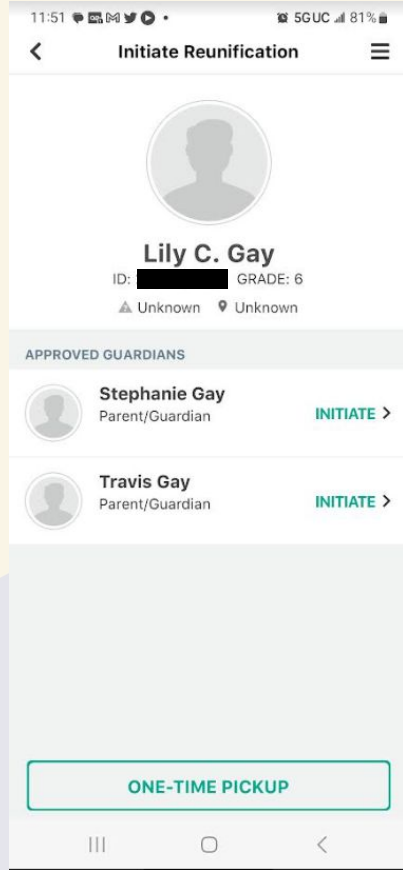 11:51 5GUC 81%
Initiate Reunification
Lily C. Gay
ID: GRADE: 6
Unknown Unknown
APPROVED GUARDIANS
Stephanie Gay
Parent/Guardian
INITIATE >
Travis Gay
Parent/Guardian
INITIATE >
ONE-TIME PICKUP